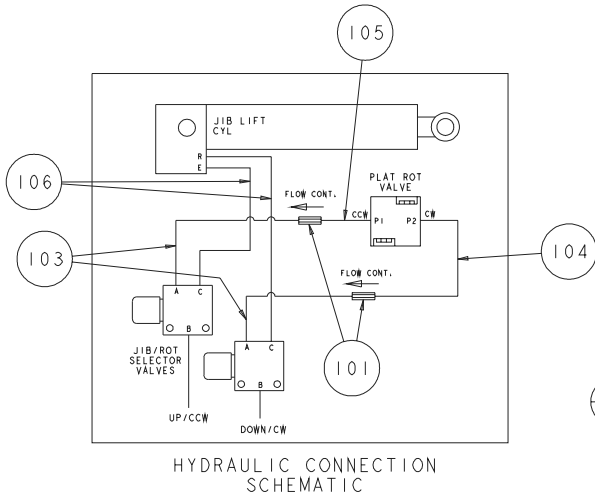 105
JIB LIFT
CYL
R
E
106
PLAT ROT
VALVE
FLOW CONT.
CCW
P1
P2
CW
103
104
FLOW CONT.
A
C
B
A
C
B
JIB/ROT
SELECTOR
VALVES
101
UP/CCW
DOWN/CW
HYDRAULIC CONNECTION
SCHEMATIC